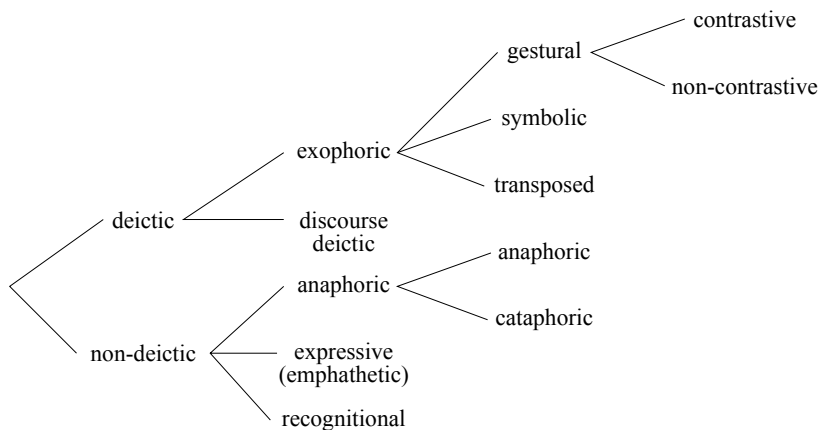 contrastive
gestural
non-contrastive
symbolic
exophoric
transposed
deictic
discourse
deictic
anaphoric
anaphoric
cataphoric
non-deictic
expressive
(emphathetic)
recognitional